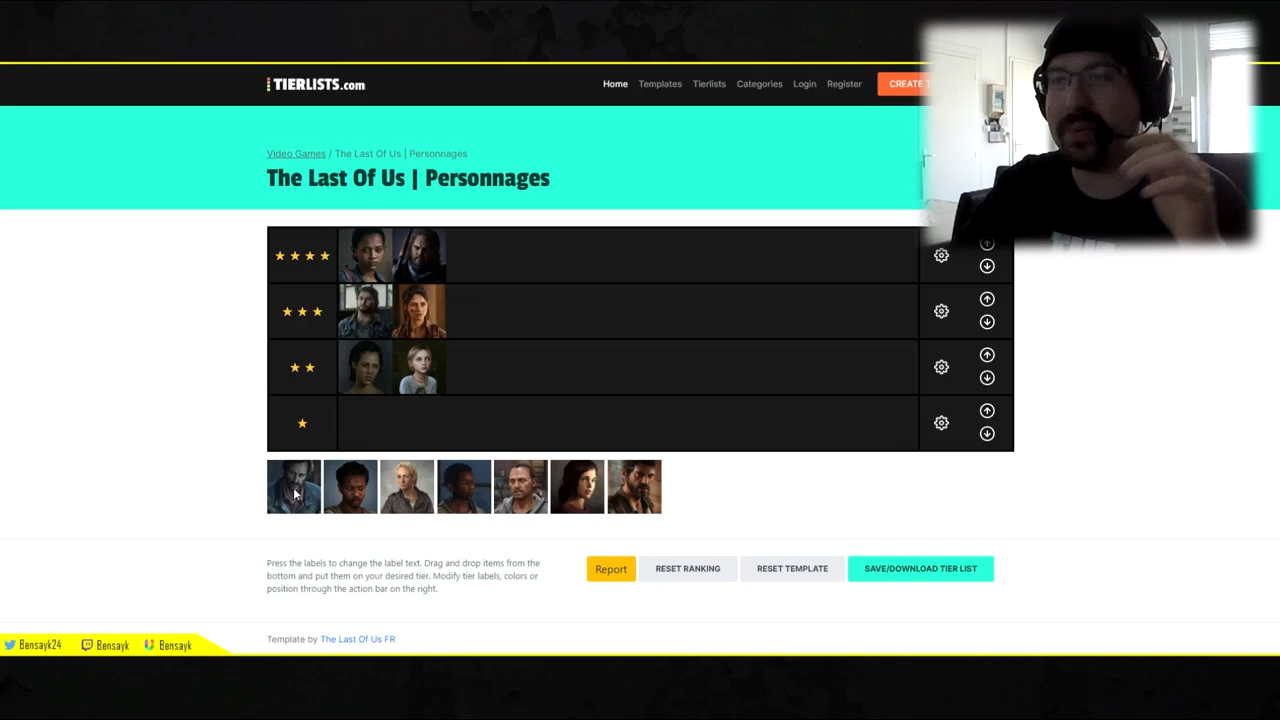 TIERLISTS.com
Home Templates Tierlists Categories Login Register CREATE
Video Games / The Last Of Us | Personnages
The Last Of Us | Personnages
Press the labels to change the label text. Drag and drop items from the
bottom and put them on your desired tier. Modify tier labels, colors or
position through the action bar on the right.
Report RESET RANKING RESET TEMPLATE SAVE/DOWNLOAD TIER LIST
Template by The Last Of Us FR
Bensayk24 Bensayk Bensayk